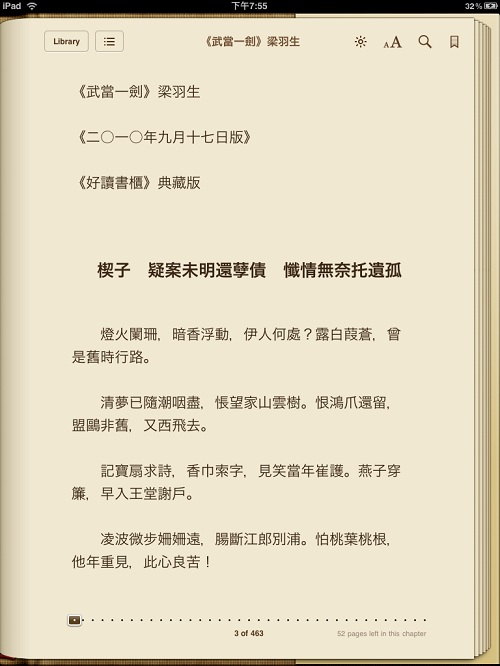 iPad 下午7:55 32%
Library 《武當一劍》梁羽生 AA
《武當一劍》梁羽生
《二〇一〇年九月十七日版》
《好讀書櫃》典藏版
楔子　疑案未明還孽債　懺情無奈托遺孤
燈火闌珊，暗香浮動，伊人何處？露白葭蒼，曾
是舊時行路。
清夢已隨潮咽盡，悵望家山雲樹。恨鴻爪還留，
盟鷗非舊，又西飛去。
記寶扇求詩，香巾索字，見笑當年崔護。燕子穿
簾，早入王堂謝戶。
凌波微步姍姍遠，腸斷江郎別浦。怕桃葉桃根，
他年重見，此心良苦！
3 of 463 52 pages left in this chapter